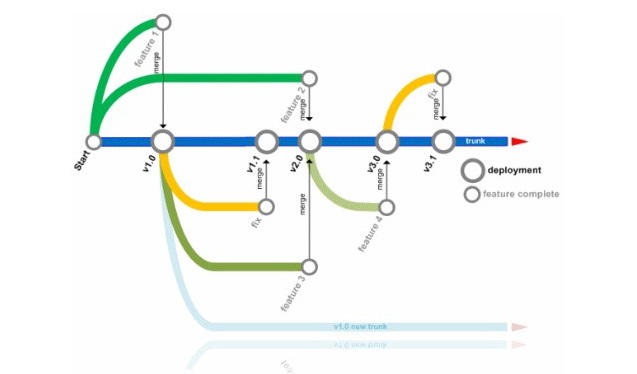 feature 1
merge
feature 2
merge
fix
merge
Start
v1.0
v1.1
v2.0
v3.0
v3.1
trunk
deployment
feature complete
merge
fix
merge
feature 4
merge
feature 3
v1.0 new trunk